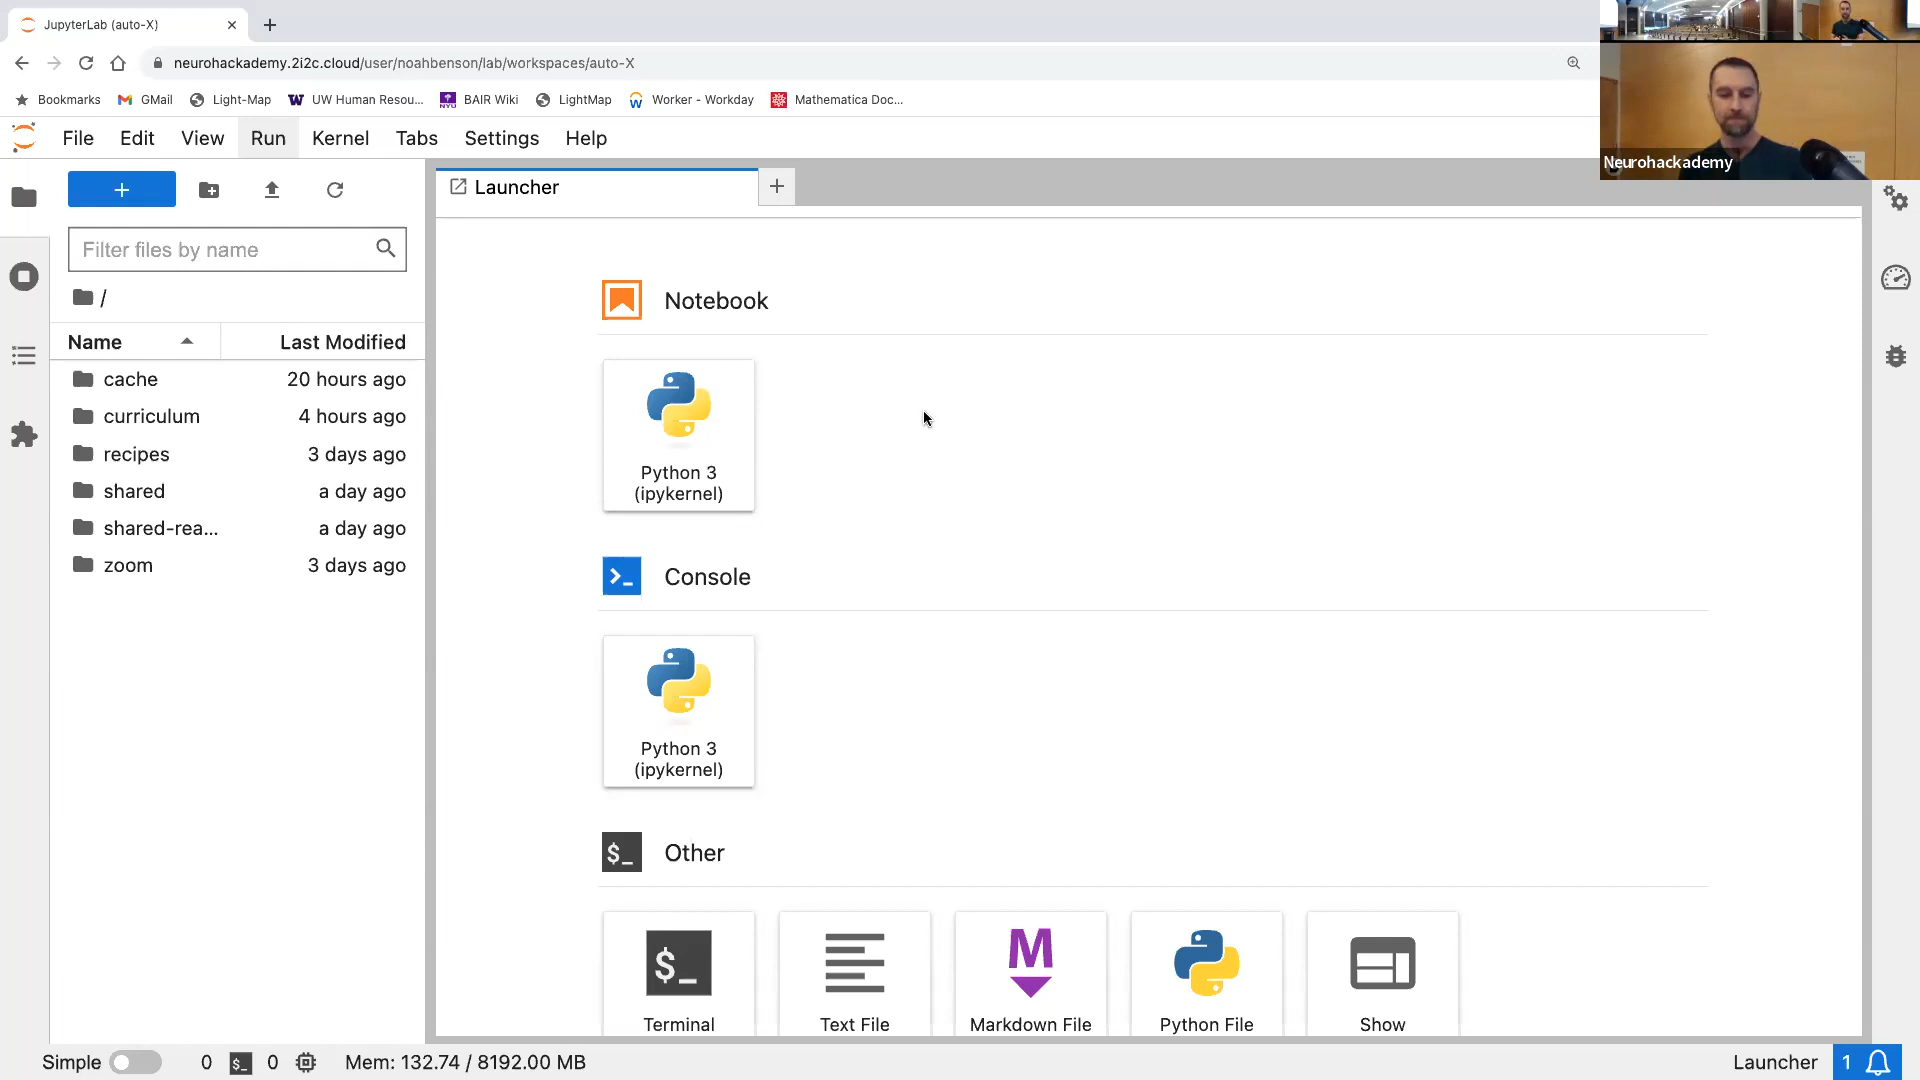 JupyterLab (auto-X)
neurohackademy.2i2c.cloud/user/noahbenson/lab/workspaces/auto-X
Bookmarks GMail Light-Map UW Human Resou... BAIR Wiki LightMap Worker - Workday Mathematica Doc...
File Edit View Run Kernel Tabs Settings Help
Neurohackademy
Launcher
Filter files by name
/
Name Last Modified
cache 20 hours ago
curriculum 4 hours ago
recipes 3 days ago
shared a day ago
shared-rea... a day ago
zoom 3 days ago
Notebook
Python 3
(ipykernel)
Console
Python 3
(ipykernel)
$_ Other
$_
M
Terminal Text File Markdown File Python File Show
Simple 0 $_ 0 Mem: 132.74 / 8192.00 MB Launcher 1